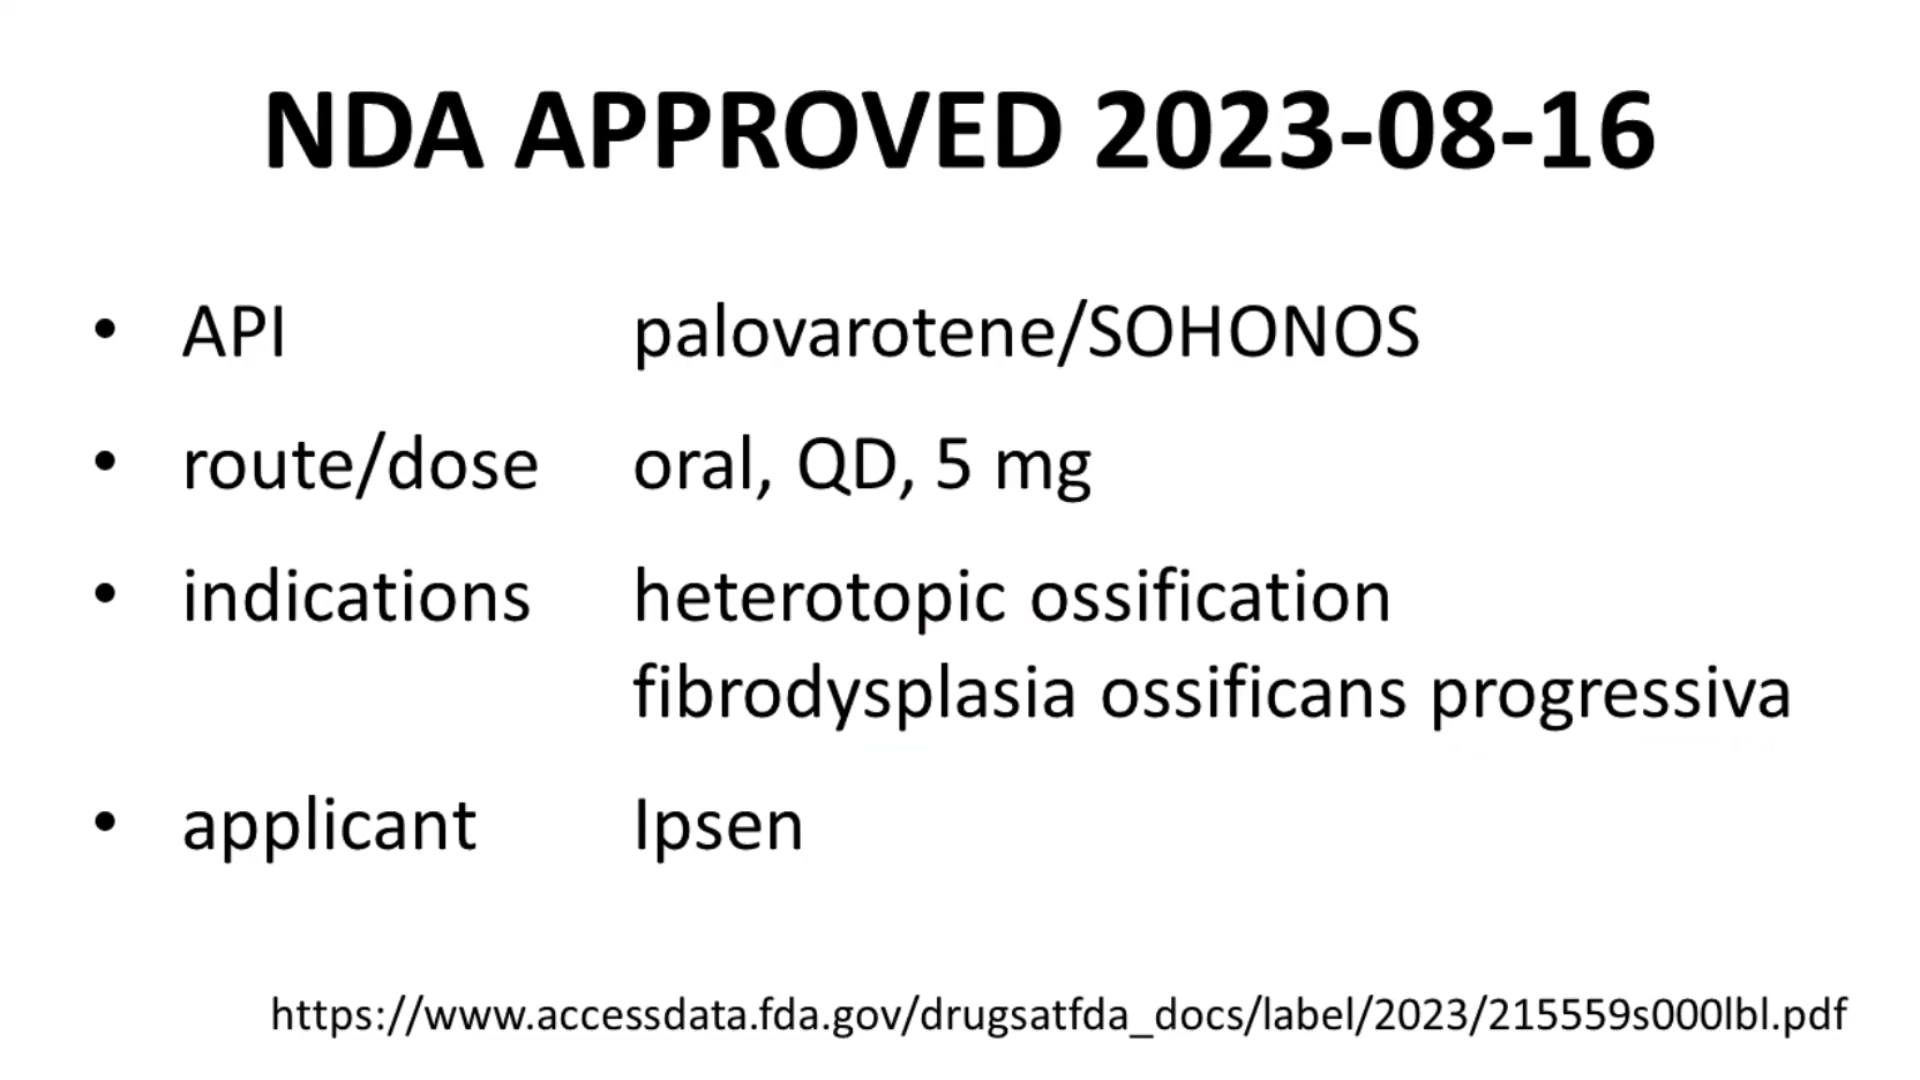 NDA APPROVED 2023-08-16
• API palovarotene/SOHONOS
• route/dose oral, QD, 5 mg
• indications heterotopic ossification
fibrodysplasia ossificans progressiva
• applicant Ipsen
https://www.accessdata.fda.gov/drugsatfda_docs/label/2023/215559s000lbl.pdf